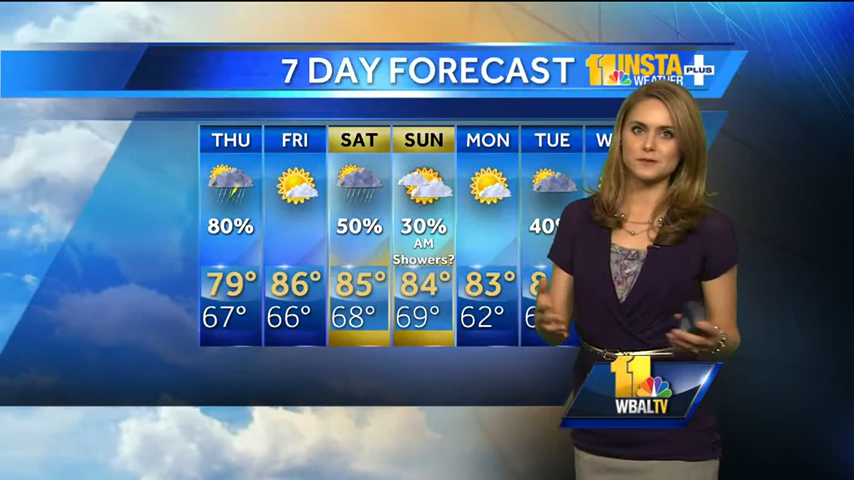 7 DAY FORECAST
11 INSTA PLUS
WEATHER
THU FRI SAT SUN MON TUE
80% 50% 30%
AM
Showers?
79° 86° 85° 84° 83°
67° 66° 68° 69° 62°
11
WBALTV